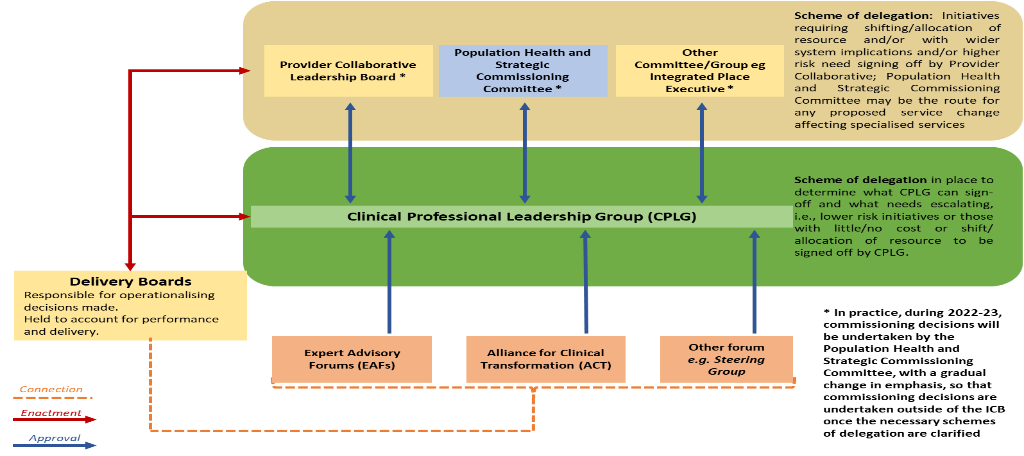 Scheme of delegation: Initiatives
requiring shifting/allocation of
resource and/or with wider
system implications and/or higher
risk need signing off by Provider
Collaborative; Population Health
and Strategic Commissioning
Committee may be the route for
any proposed service change
affecting specialised services
Provider Collaborative
Leadership Board *
Population Health and
Strategic
Commissioning
Committee *
Other
Committee/Group eg
Integrated Place
Executive *
Scheme of delegation in place to
determine what CPLG can sign-
off and what needs escalating,
i.e., lower risk initiatives or those
with little/no cost or shift/
allocation of resource to be
signed off by CPLG.
Clinical Professional Leadership Group (CPLG)
Delivery Boards
Responsible for operationalising
decisions made.
Held to account for performance
and delivery.
Expert Advisory
Forums (EAFs)
Alliance for Clinical
Transformation (ACT)
Other forum
e.g. Steering
Group
* In practice, during 2022-23,
commissioning decisions will
be undertaken by the
Population Health and
Strategic Commissioning
Committee, with a gradual
change in emphasis, so that
commissioning decisions are
undertaken outside of the ICB
once the necessary schemes
of delegation are clarified
Connection
Enactment
Approval